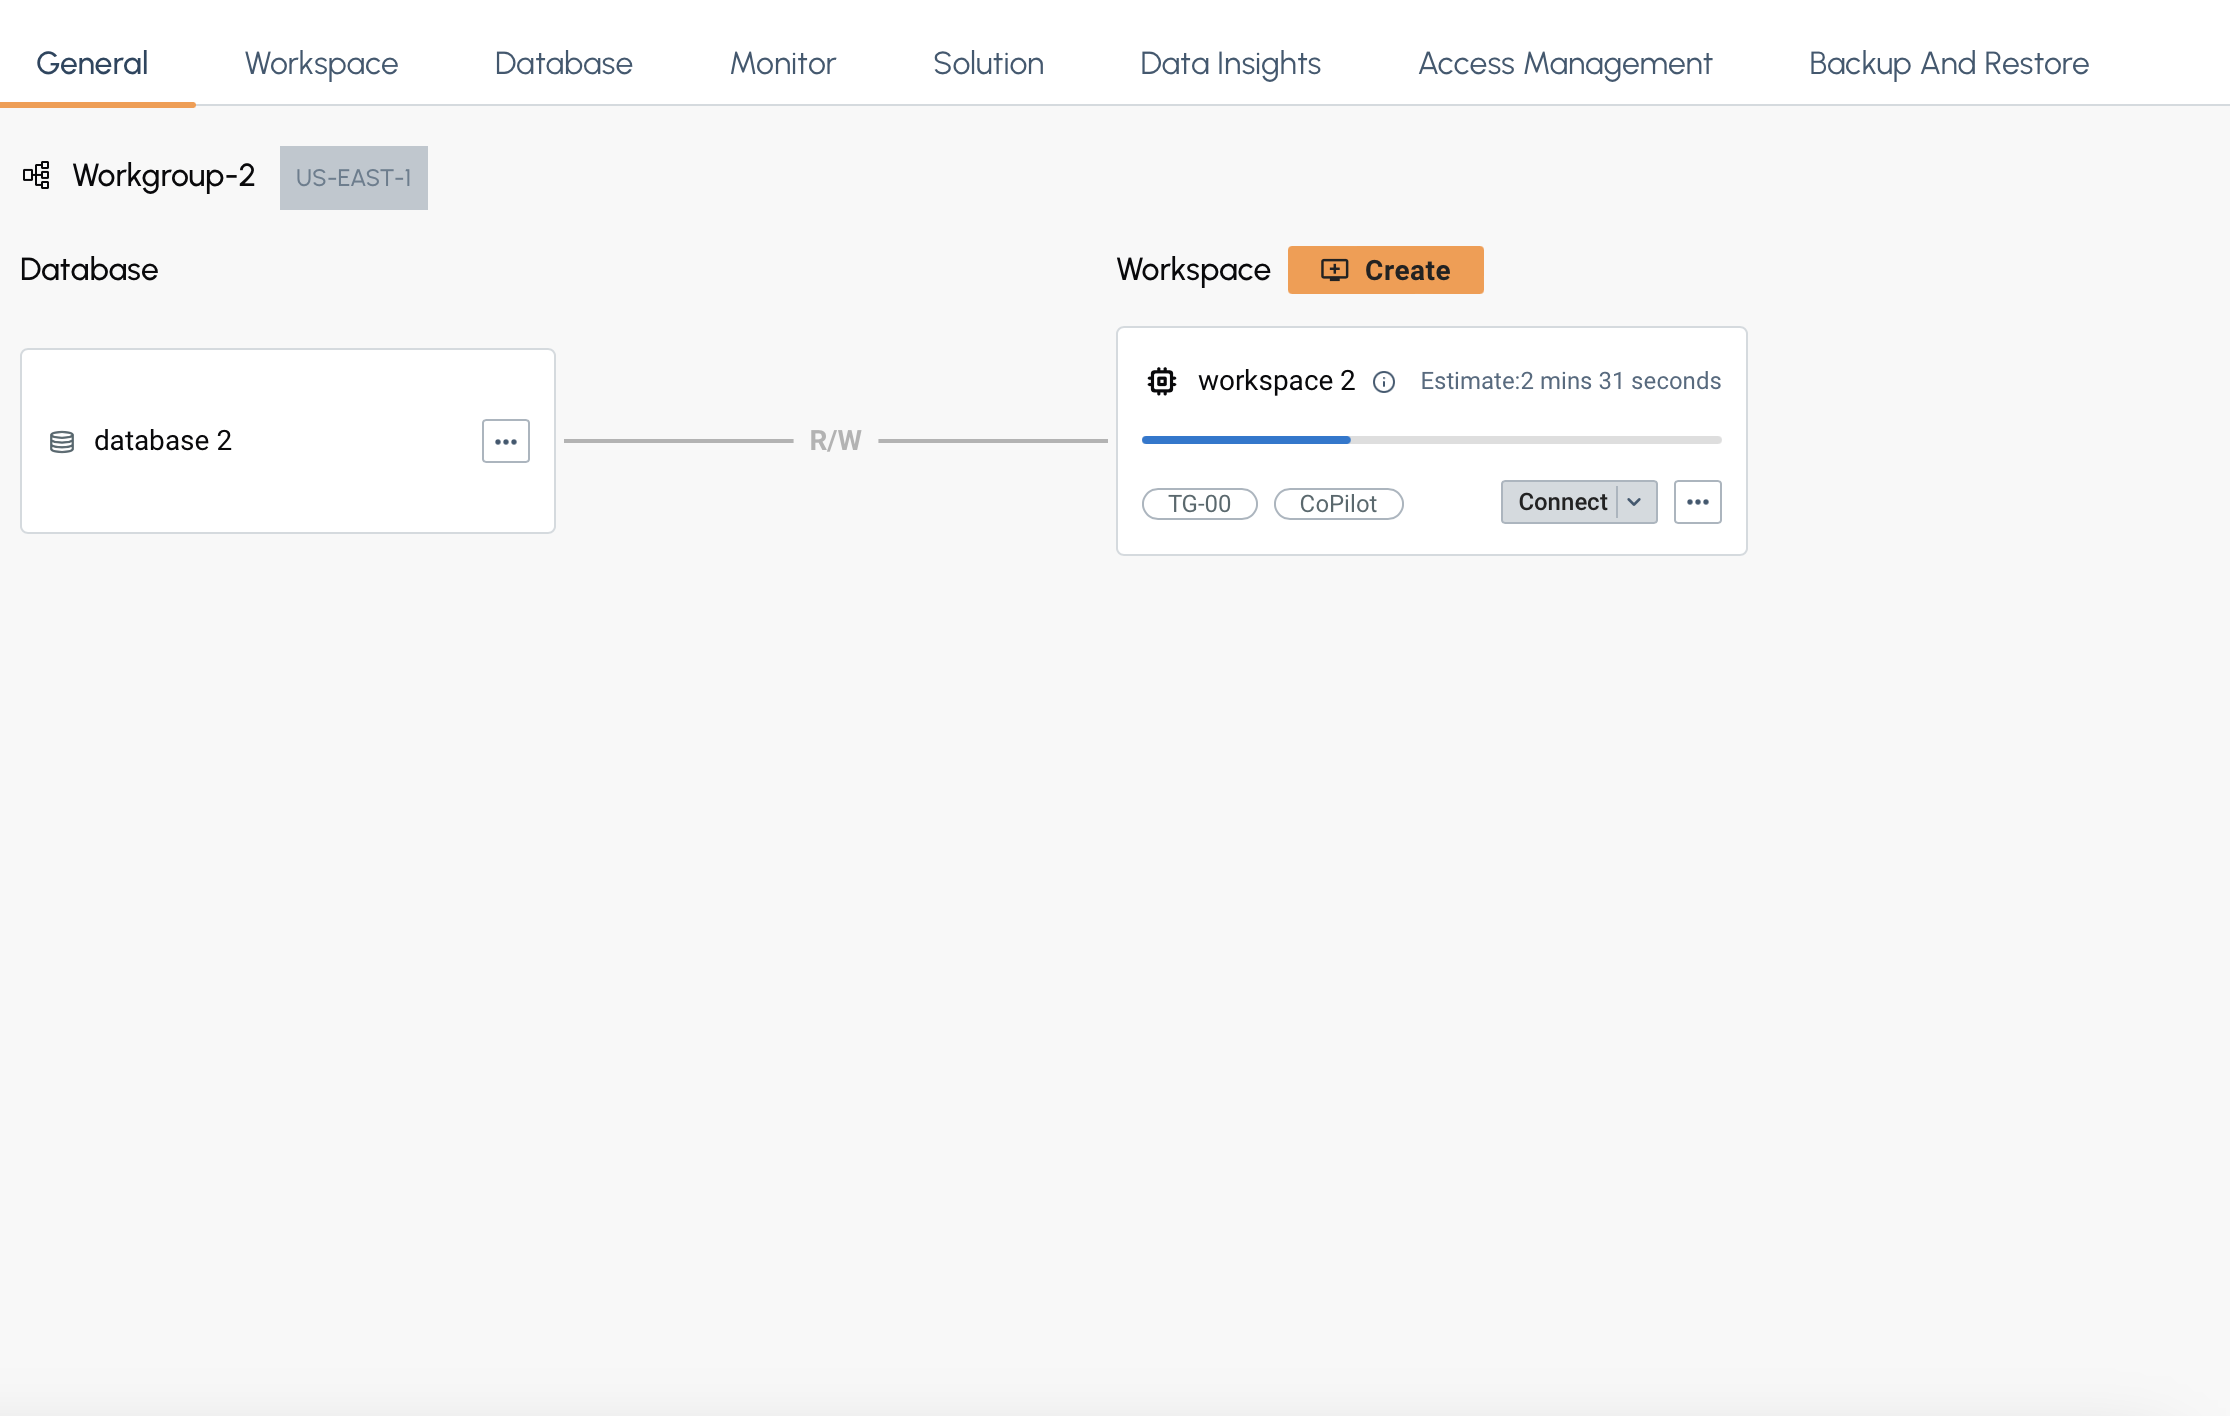 General Workspace Database Monitor Solution Data Insights Access Management Backup And Restore
Workgroup-2 US-EAST-1
Database
Workspace Create
database 2 ••• R/W
workspace 2 Estimate:2 mins 31 seconds
TG-00 CoPilot Connect •••